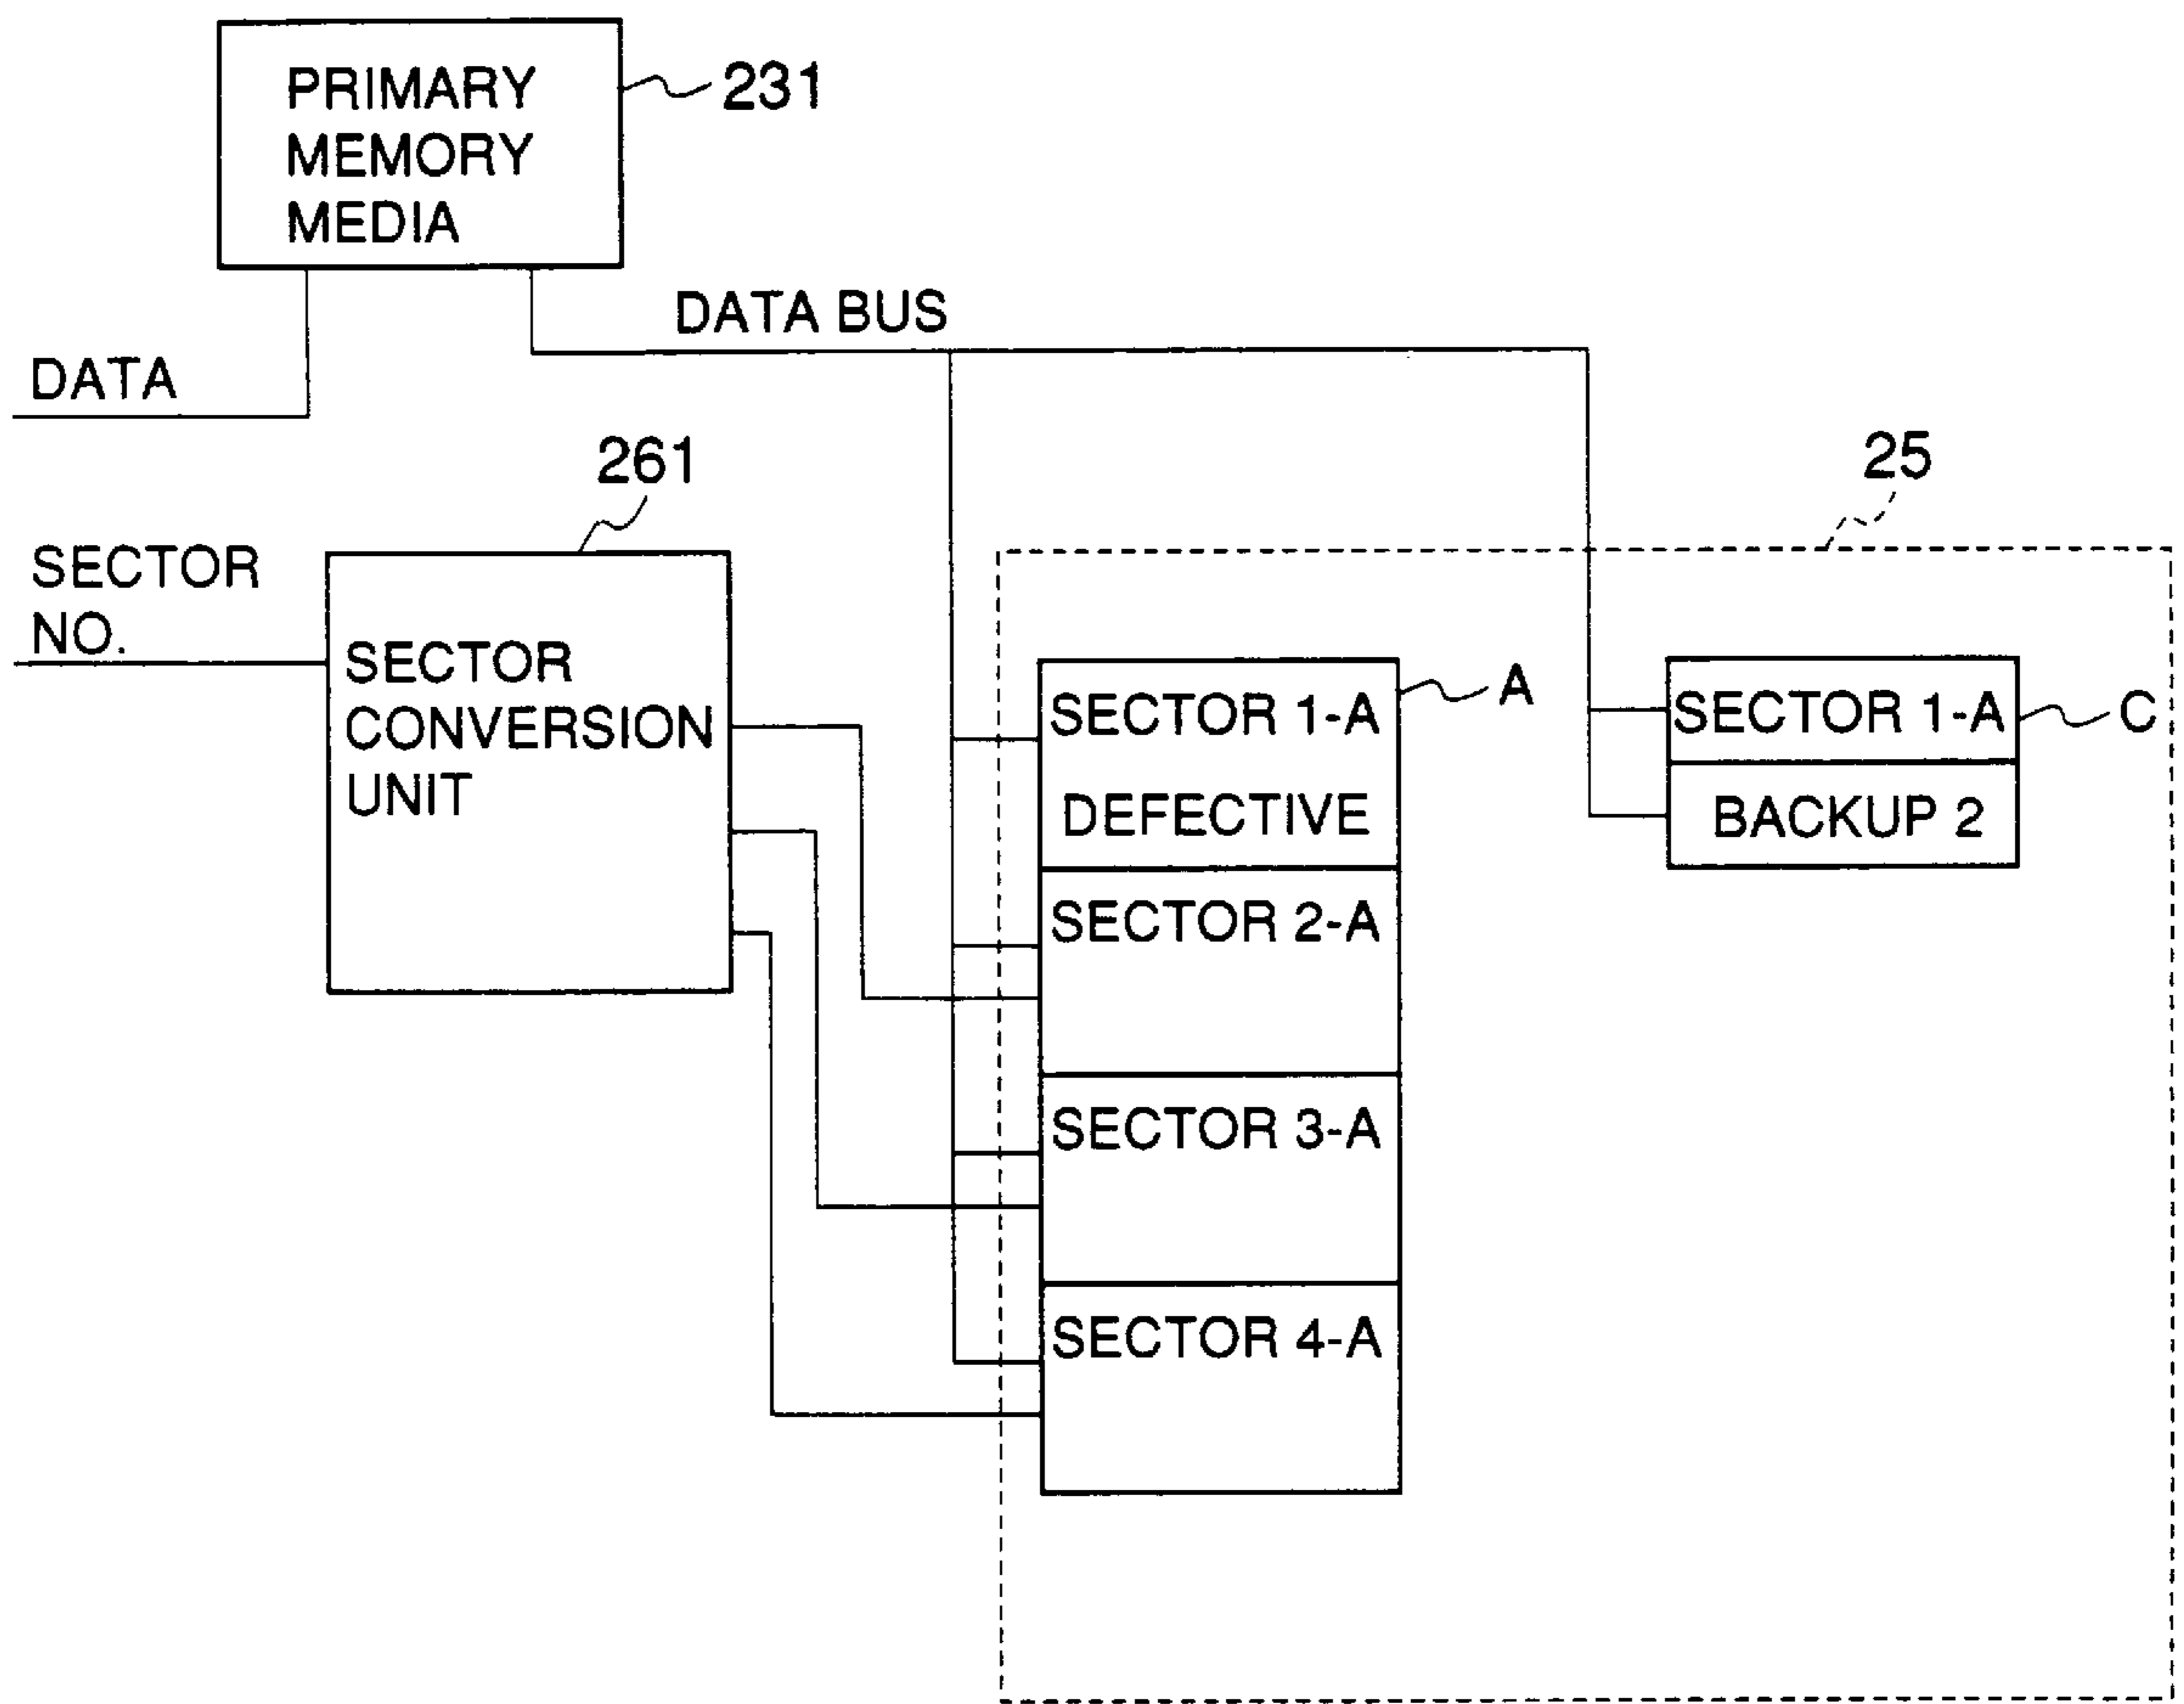 PRIMARY
MEMORY
MEDIA
231
DATA BUS
DATA
261
25
SECTOR
NO.
SECTOR
CONVERSION
UNIT
SECTOR 1-A
DEFECTIVE
A
SECTOR 2-A
SECTOR 3-A
SECTOR 4-A
SECTOR 1-A
C
BACKUP 2